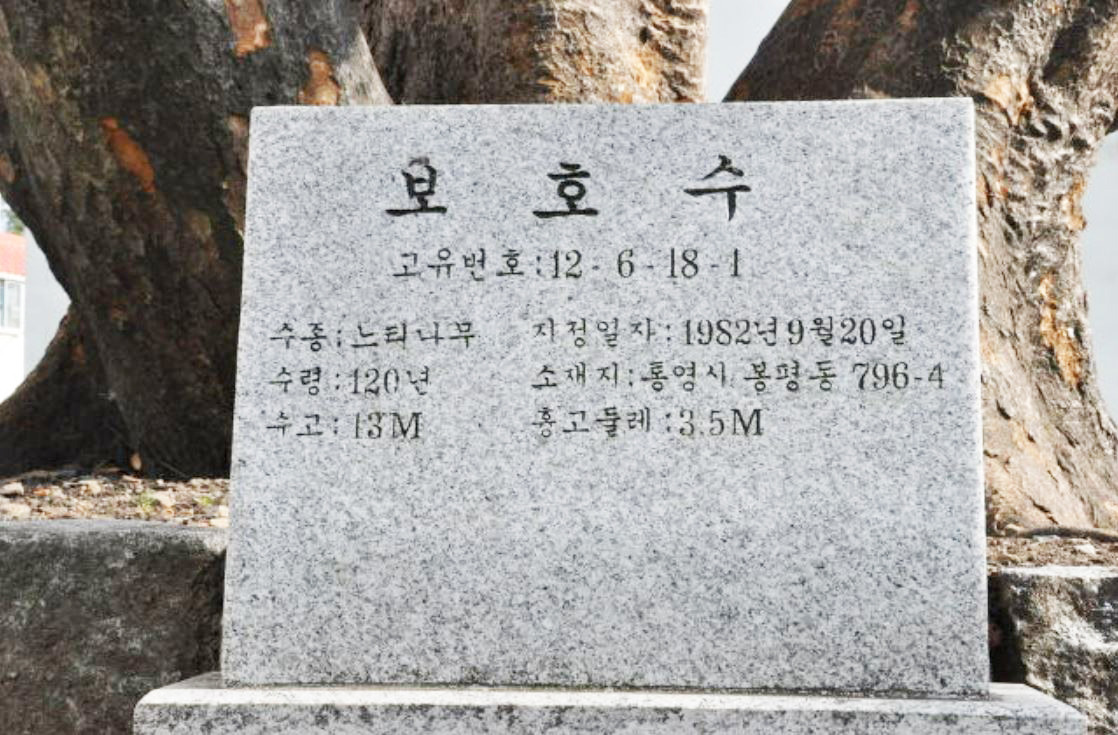 보 호 수
고유번호:12-6-18-1
수종:느티나무 지정일자:1982년9월20일
수령:120년 소재지:통영시 봉평동 796-4
수고:13M 흉고둘레:3.5M